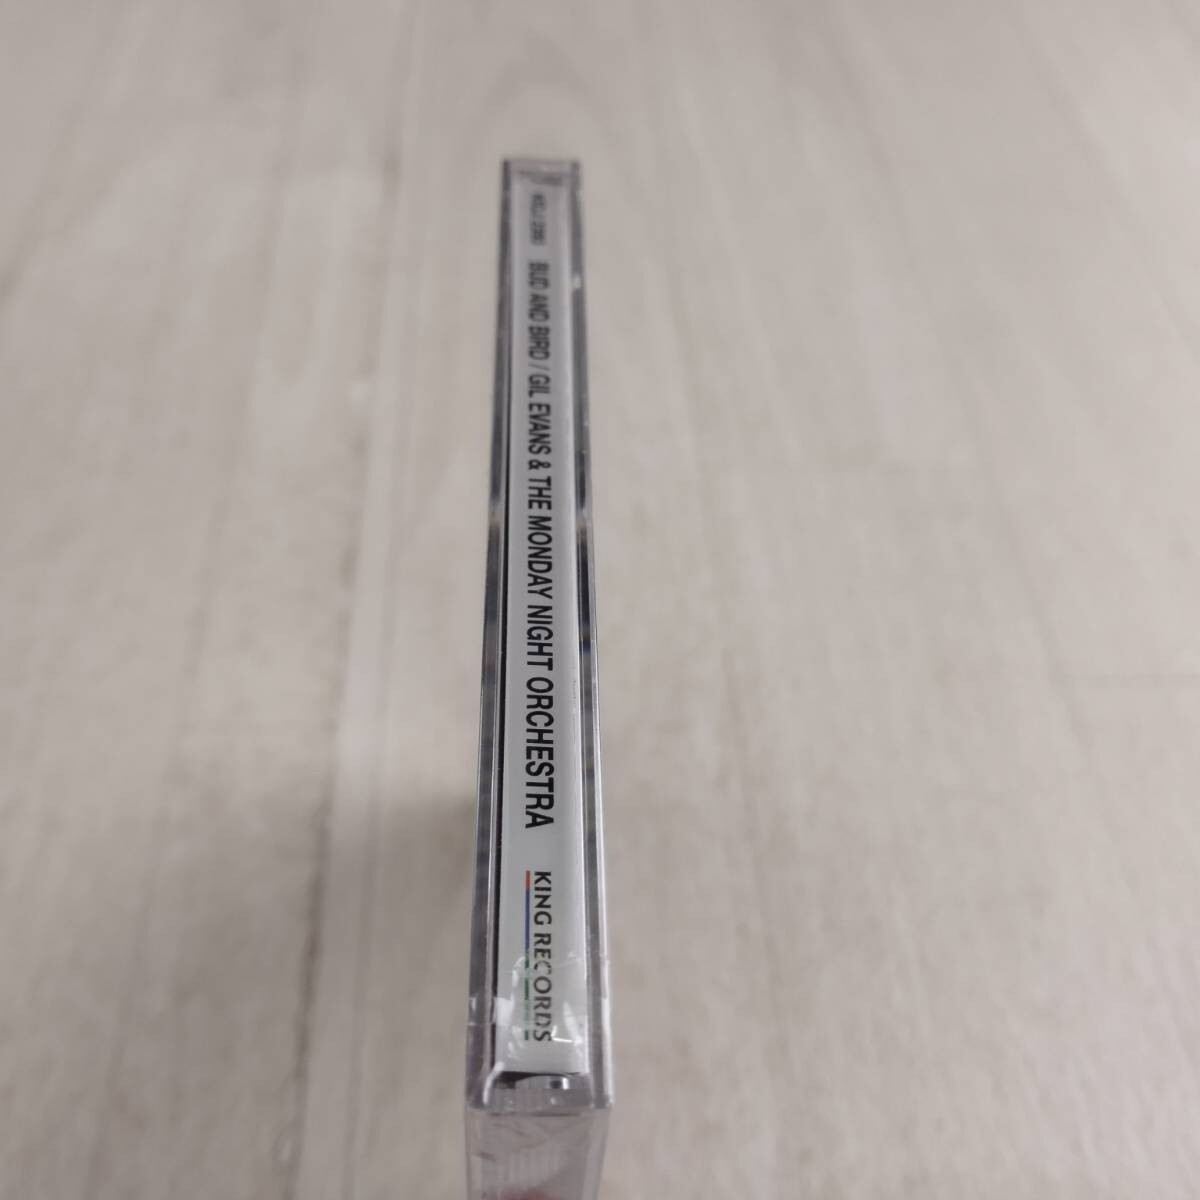 BUD AND BIRD / GIL EVANS & THE MONDAY NIGHT ORCHESTRA
KING RECORDS